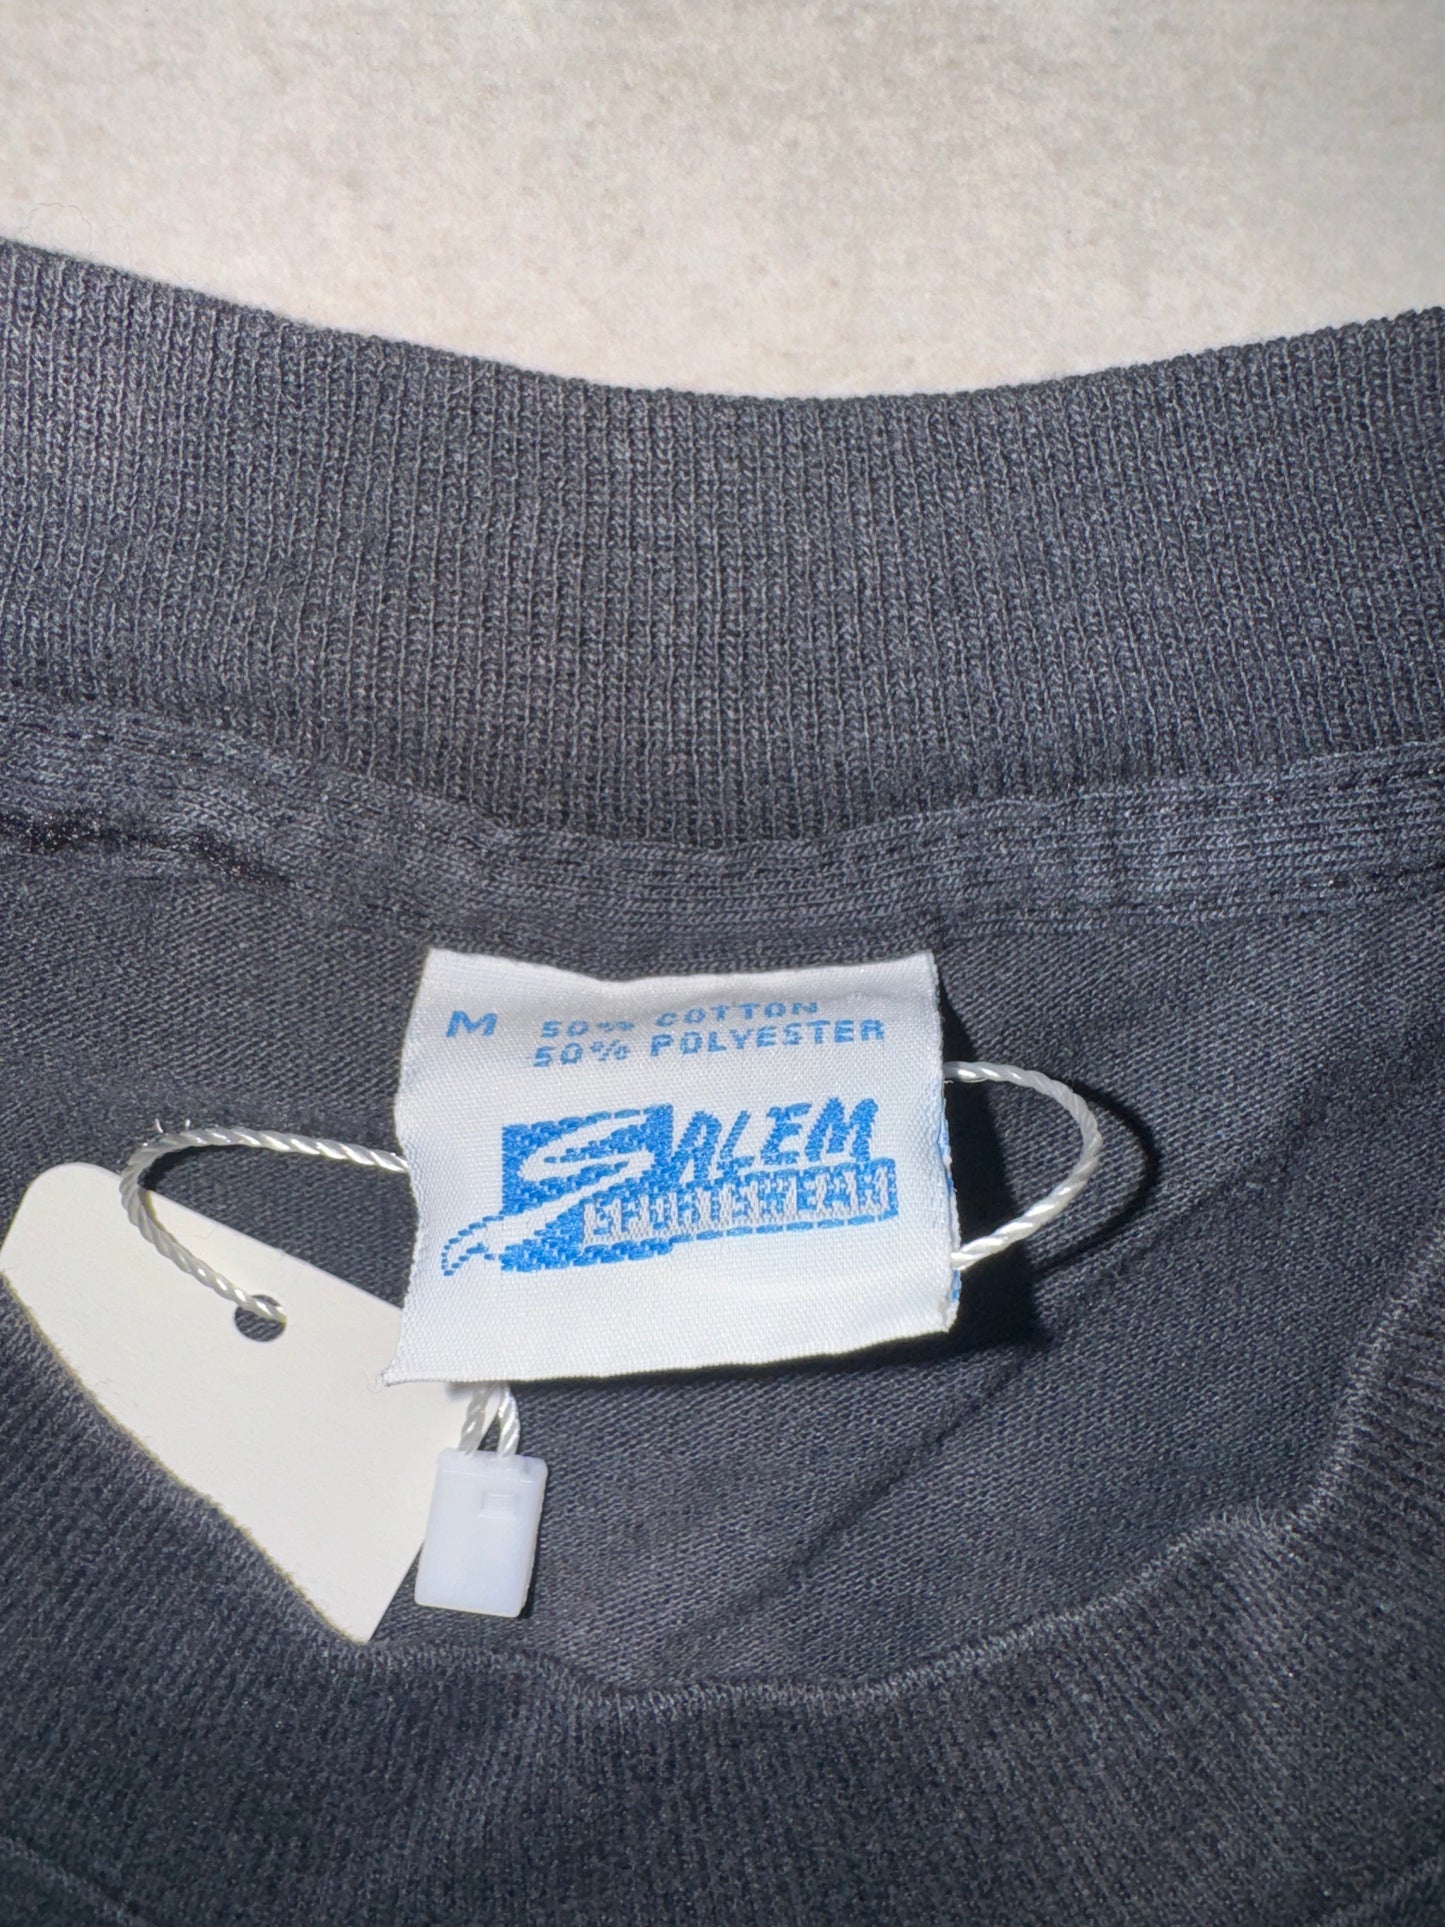 M 50% COTTON
50% POLYESTER
SALEM
SPORTSWEAR